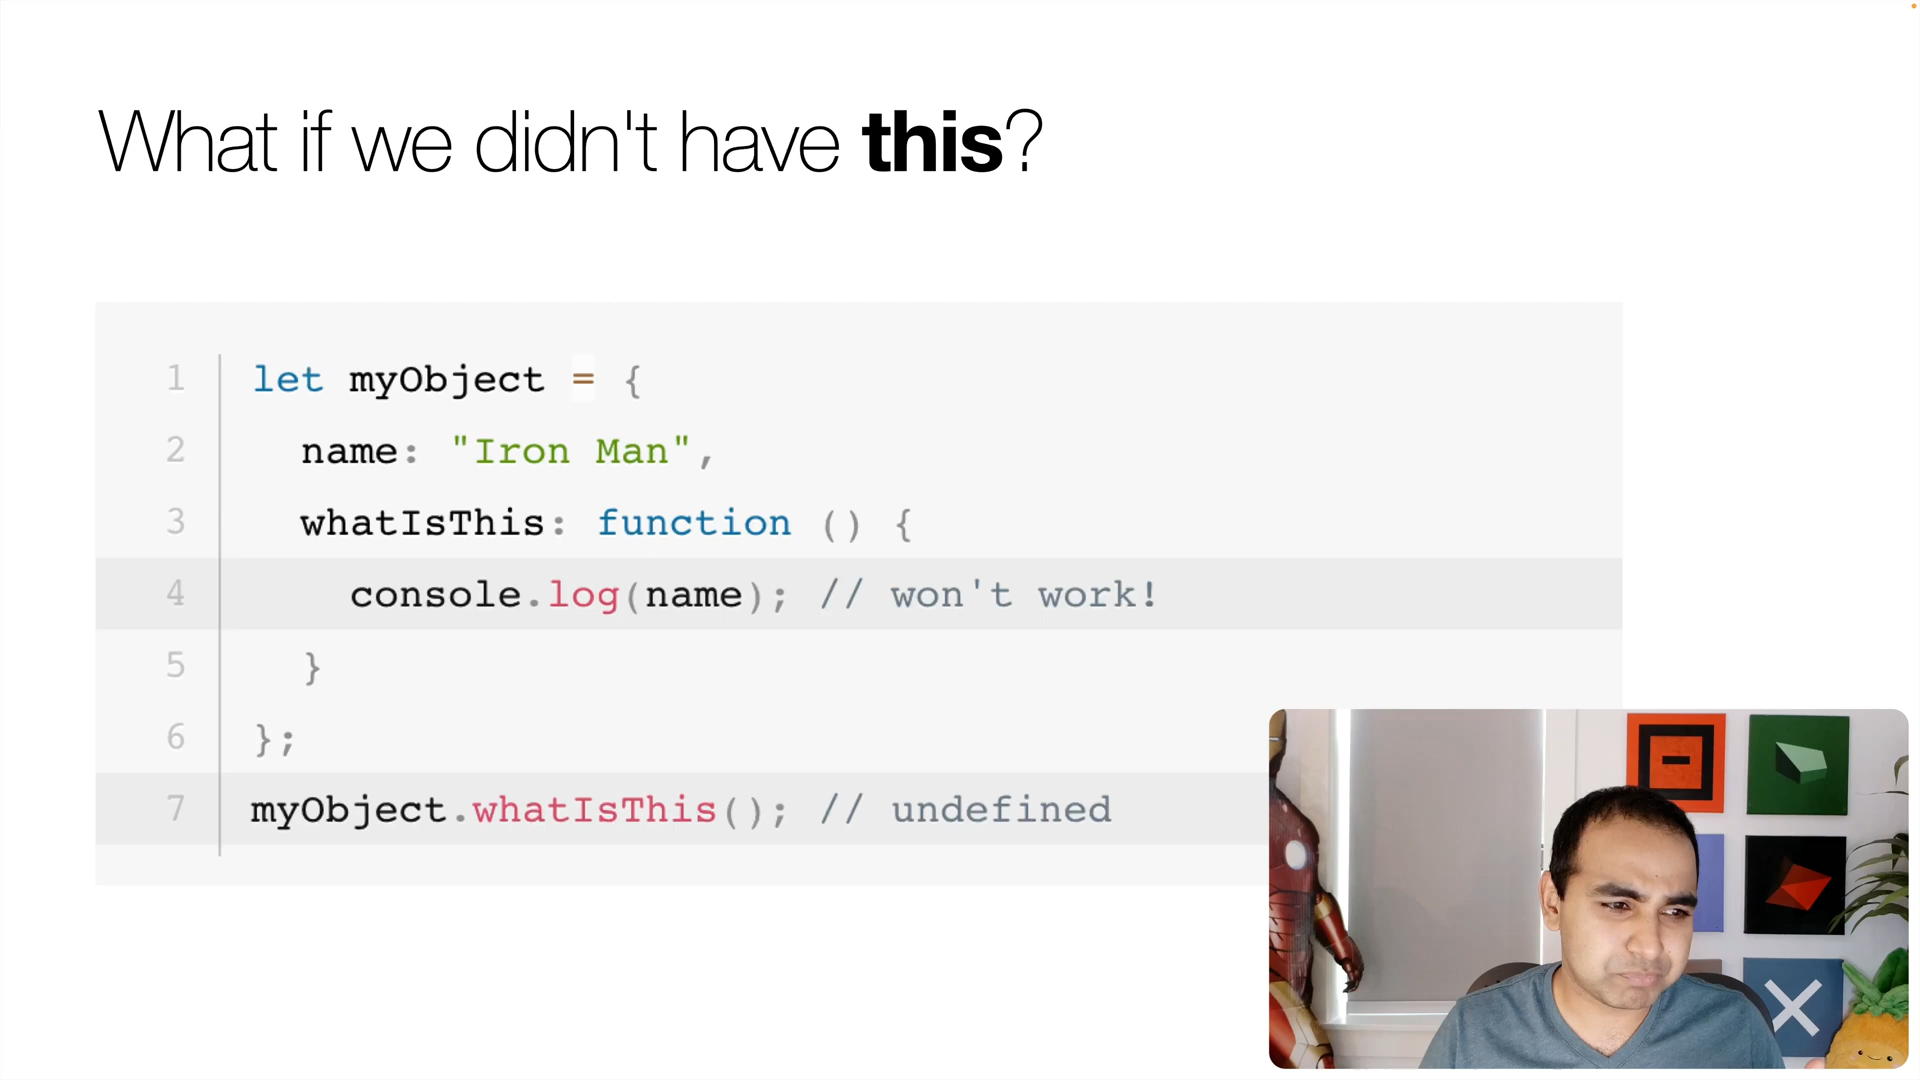 What if we didn't have this?
1 let myObject = {
2 name: "Iron Man",
3 whatIsThis: function () {
4 console.log(name); // won't work!
5 }
6 };
7 myObject.whatIsThis(); // undefined